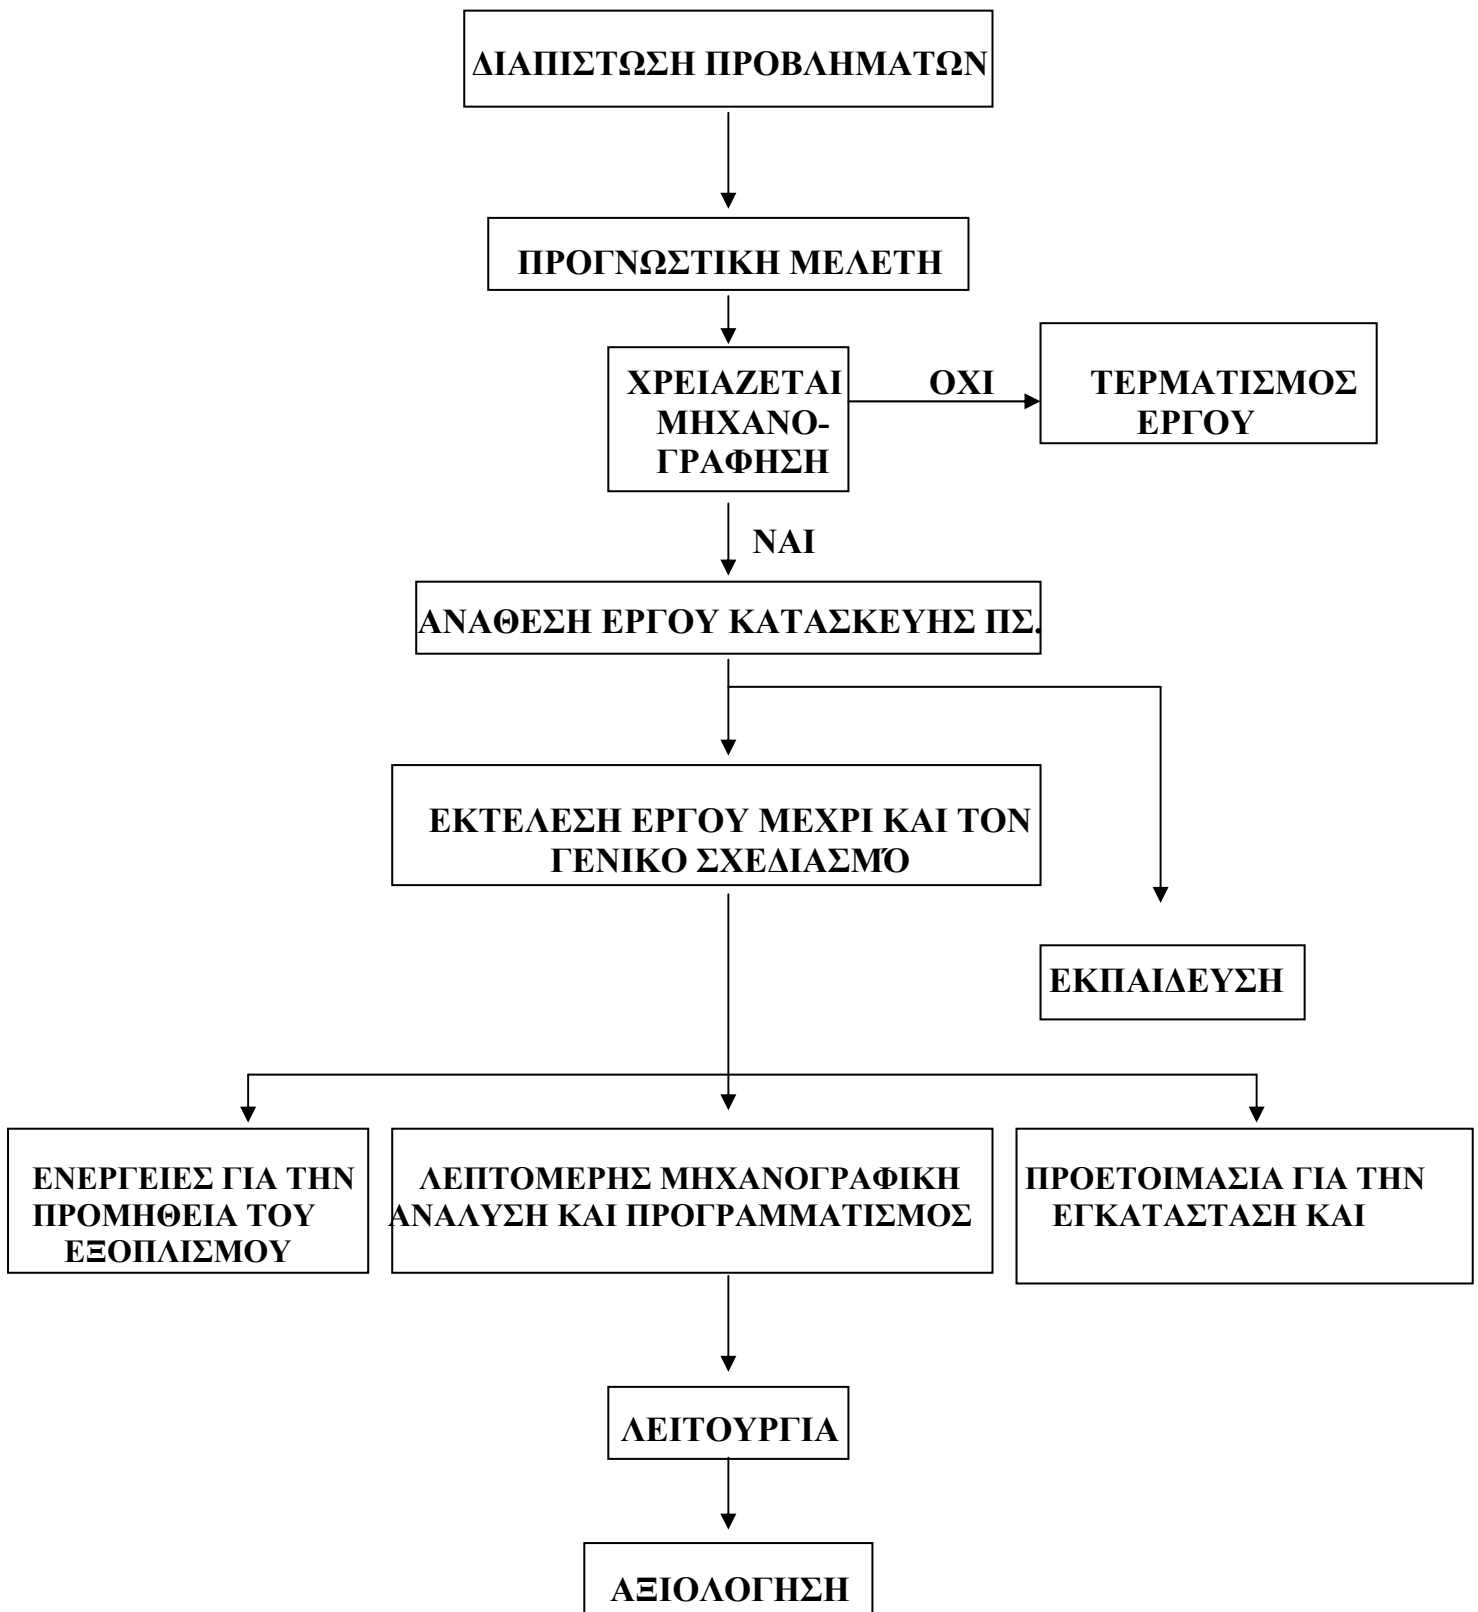 ΔΙΑΠΙΣΤΩΣΗ ΠΡΟΒΛΗΜΑΤΩΝ
ΠΡΟΓΝΩΣΤΙΚΗ ΜΕΛΕΤΗ
ΧΡΕΙΑΖΕΤΑΙ
ΜΗΧΑΝΟ-
ΓΡΑΦΗΣΗ
ΟΧΙ
ΤΕΡΜΑΤΙΣΜΟΣ
ΕΡΓΟΥ
ΝΑΙ
ΑΝΑΘΕΣΗ ΕΡΓΟΥ ΚΑΤΑΣΚΕΥΗΣ ΠΣ.
ΕΚΤΕΛΕΣΗ ΕΡΓΟΥ ΜΕΧΡΙ ΚΑΙ ΤΟΝ
ΓΕΝΙΚΟ ΣΧΕΔΙΑΣΜΌ
ΕΚΠΑΙΔΕΥΣΗ
ΕΝΕΡΓΕΙΕΣ ΓΙΑ ΤΗΝ
ΠΡΟΜΗΘΕΙΑ ΤΟΥ
ΕΞΟΠΛΙΣΜΟΥ
ΛΕΠΤΟΜΕΡΗΣ ΜΗΧΑΝΟΓΡΑΦΙΚΗ
ΑΝΑΛΥΣΗ ΚΑΙ ΠΡΟΓΡΑΜΜΑΤΙΣΜΟΣ
ΠΡΟΕΤΟΙΜΑΣΙΑ ΓΙΑ ΤΗΝ
ΕΓΚΑΤΑΣΤΑΣΗ ΚΑΙ
ΛΕΙΤΟΥΡΓΙΑ
ΑΞΙΟΛΟΓΗΣΗ